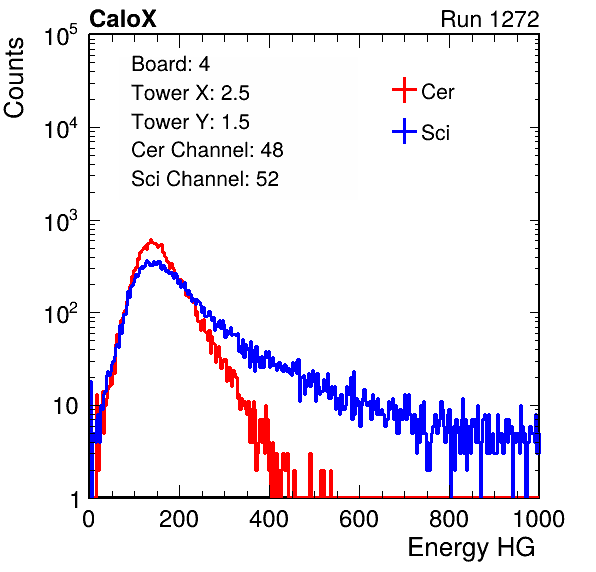 CaloX Run 1272
Counts
10^5
10^4
10^3
10^2
10
1
Board: 4
Tower X: 2.5
Tower Y: 1.5
Cer Channel: 48
Sci Channel: 52
Cer
Sci
0 200 400 600 800 1000
Energy HG